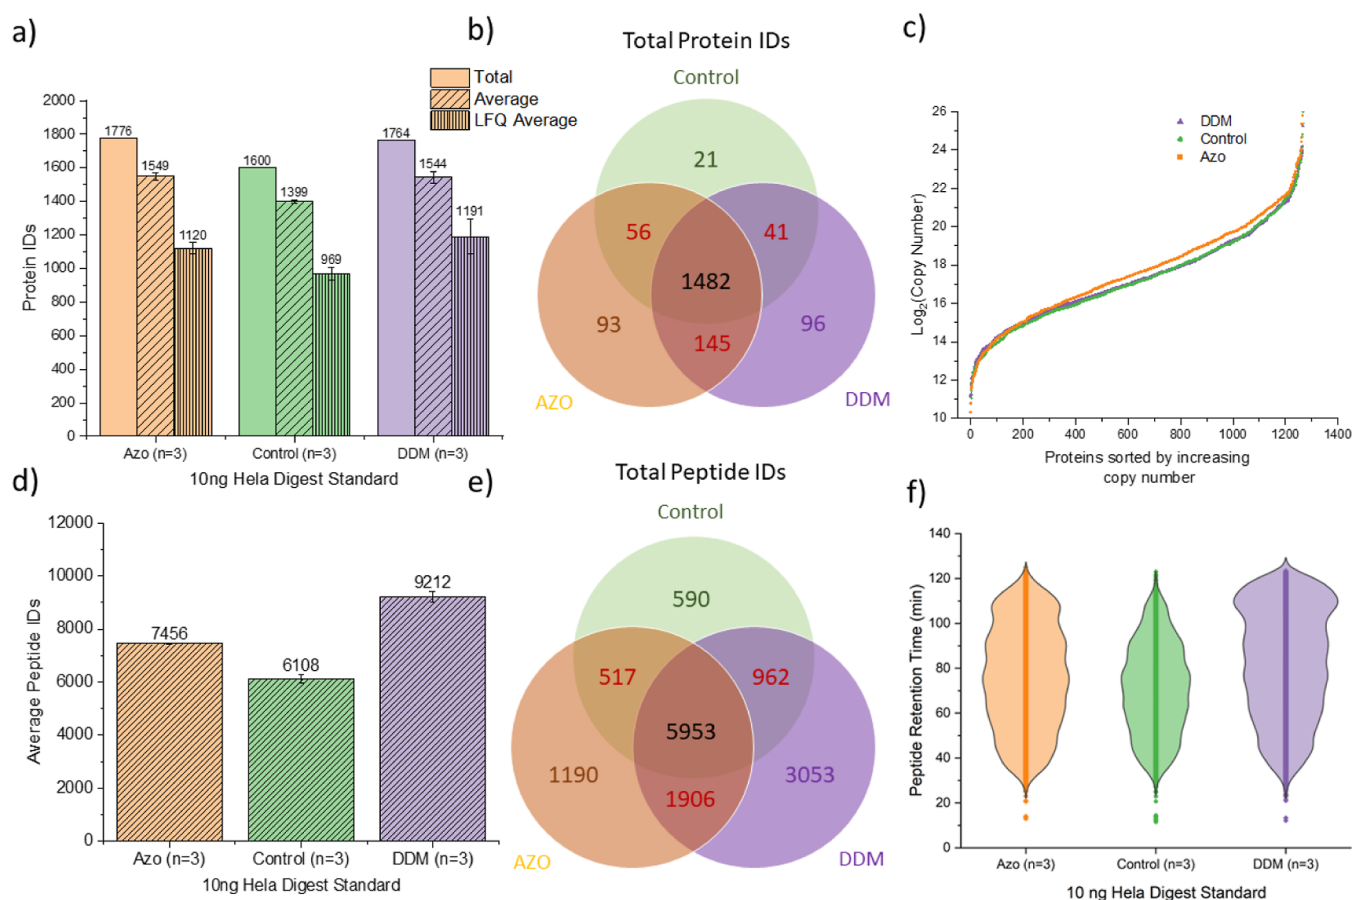 a)
Total
Average
LFQ Average
2000
1800
1600
1400
1200
1000
800
600
400
200
0
Protein IDs
1776
1549
1120
1600
1399
969
1764
1544
1191
Azo (n=3)
Control (n=3)
DDM (n=3)
10ng Hela Digest Standard
b)
Total Protein IDs
Control
21
56
41
1482
93
96
145
AZO
DDM
c)
26
24
22
20
18
16
14
12
10
Log2(Copy Number)
DDM
Control
Azo
0
200
400
600
800
1000
1200
1400
Proteins sorted by increasing
copy number
d)
12000
10000
8000
6000
4000
2000
0
Average Peptide IDs
7456
6108
9212
Azo (n=3)
Control (n=3)
DDM (n=3)
10ng Hela Digest Standard
e)
Total Peptide IDs
Control
590
517
962
5953
1190
3053
1906
AZO
DDM
f)
140
120
100
80
60
40
20
0
Peptide Retention Time (min)
Azo (n=3)
Control (n=3)
DDM (n=3)
10 ng Hela Digest Standard